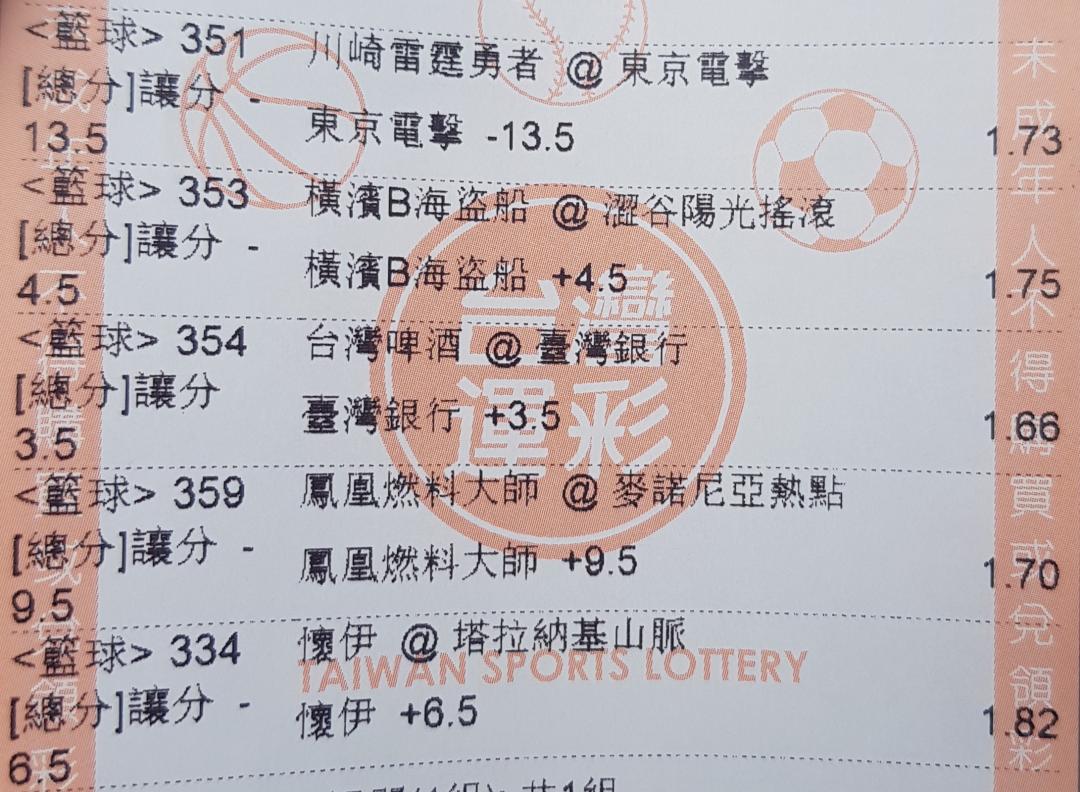 <籃球> 351 川崎雷霆勇者 @ 東京電擊
[總分]讓分 -
13.5 東京電擊 -13.5 1.73
<籃球> 353 橫濱B海盜船 @ 澀谷陽光搖滾
[總分]讓分 -
4.5 橫濱B海盜船 +4.5 1.75
<籃球> 354 台灣啤酒 @ 臺灣銀行
[總分]讓分
3.5 臺灣銀行 +3.5 1.66
<籃球> 359 鳳凰燃料大師 @ 麥諾尼亞熱點
[總分]讓分 -
9.5 鳳凰燃料大師 +9.5 1.70
<籃球> 334 懷伊 @ 塔拉納基山脈
[總分]讓分 -
6.5 懷伊 +6.5 1.82
台灣
運彩
TAIWAN SPORTS LOTTERY
未成年人不得購買或兌領彩